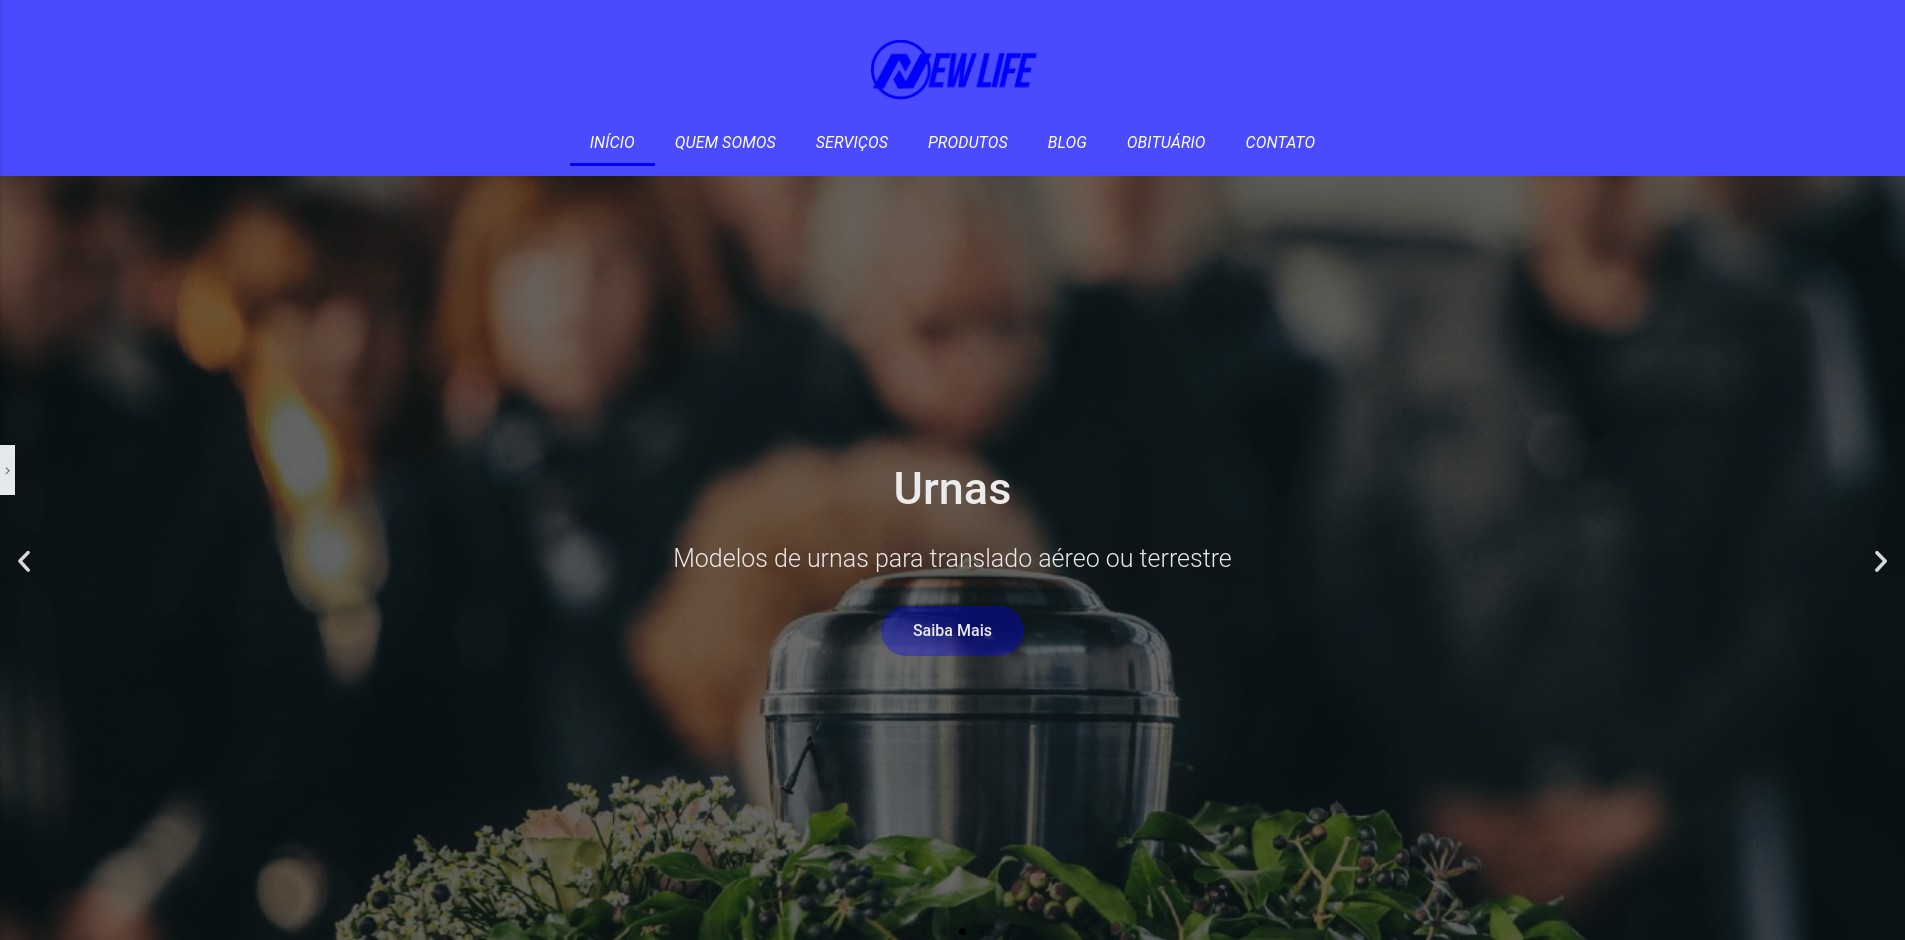 NEW LIFE
INÍCIO QUEM SOMOS SERVIÇOS PRODUTOS BLOG OBITUÁRIO CONTATO
Urnas
Modelos de urnas para translado aéreo ou terrestre
Saiba Mais